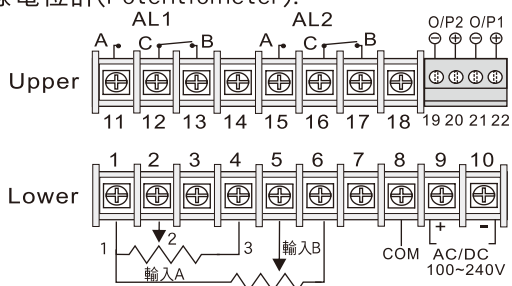 電位計(Potentiometer).
AL1 AL2 O/P2 O/P1
A C B A C B ⊖ ⊕ ⊖ ⊕
Upper
11 12 13 14 15 16 17 18 19 20 21 22
1 2 3 4 5 6 7 8 9 10
Lower
+ -
1 2 3 輸入B COM AC/DC
輸入A 100~240V